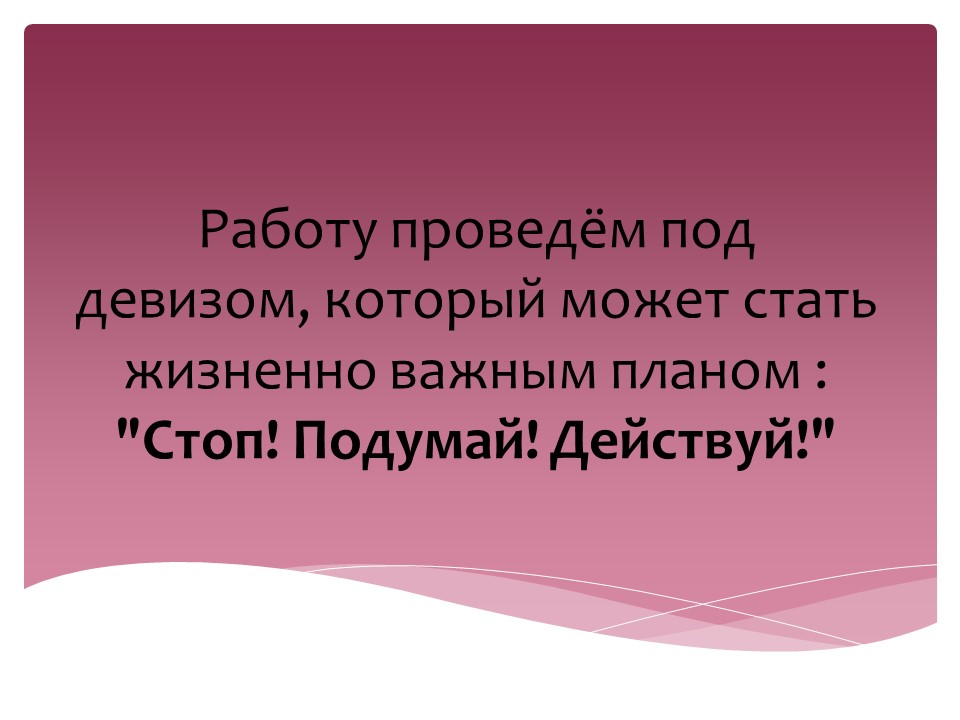 Работу проведём под
девизом, который может стать
жизненно важным планом :
"Стоп! Подумай! Действуй!"